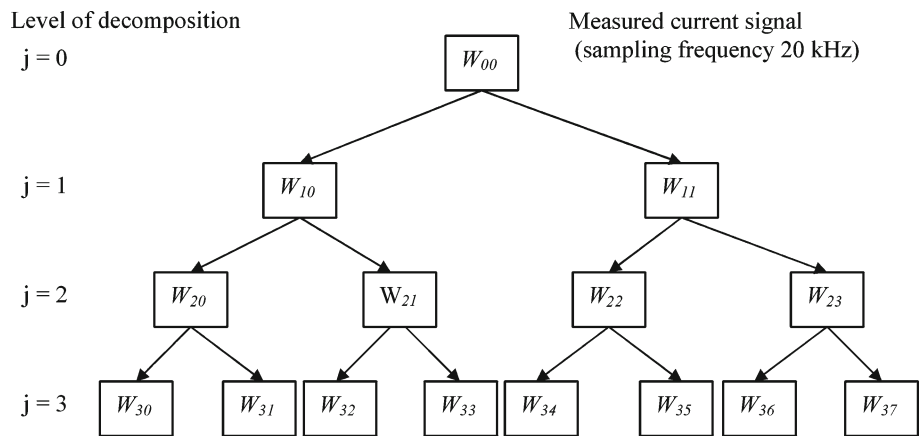 Level of decomposition
Measured current signal
(sampling frequency 20 kHz)
j = 0
W00
j = 1
W10
W11
j = 2
W20
W21
W22
W23
j = 3
W30
W31
W32
W33
W34
W35
W36
W37